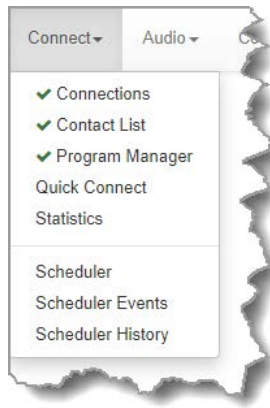 Connect Audio
Connections
Contact List
Program Manager
Quick Connect
Statistics
Scheduler
Scheduler Events
Scheduler History